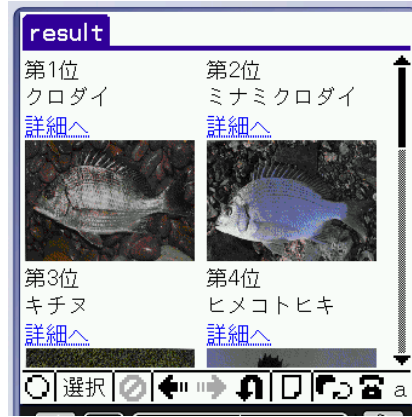 result
第1位 第2位
クロダイ ミナミクロダイ
詳細へ 詳細へ
第3位 第4位
キチヌ ヒメコトヒキ
詳細へ 詳細へ
選択 a